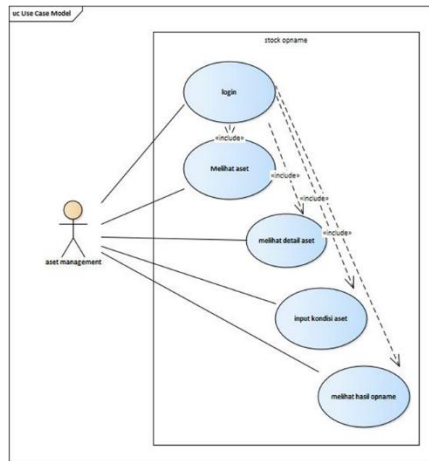 uc Use Case Model
stock opname
login
«include»
Melihat aset
«include»
«include»
melihat detail aset
«include»
aset management
input kondisi aset
melihat hasil opname